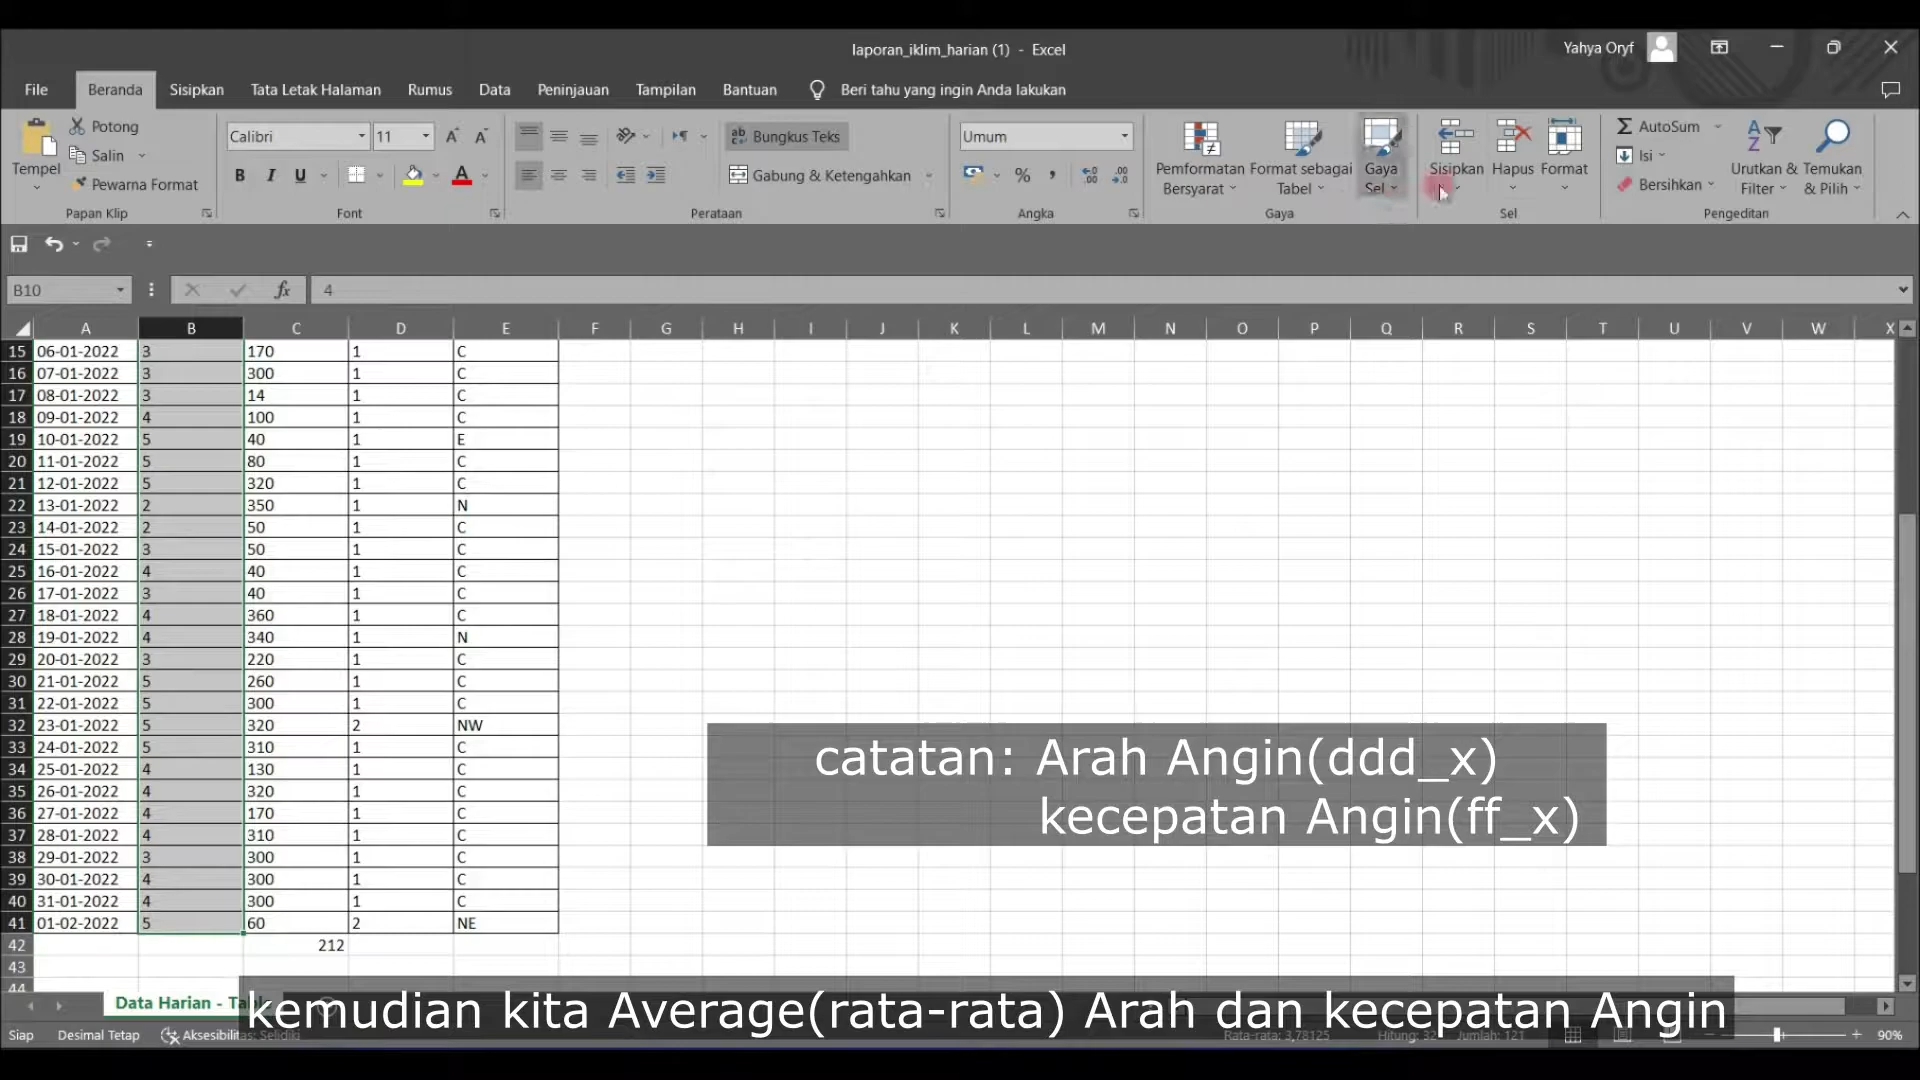 laporan_iklim_harian (1) - Excel
Yahya Oryf
File Beranda Sisipkan Tata Letak Halaman Rumus Data Peninjauan Tampilan Bantuan Beri tahu yang ingin Anda lakukan
Tempel
Potong
Salin
Pewarna Format
Papan Klip
Calibri 11
B I U
Font
Bungkus Teks
Gabung & Ketengahkan
Perataan
Umum
%
Angka
Pemformatan Bersyarat
Format sebagai Tabel
Gaya Sel
Gaya
Sisipkan Hapus Format
Sel
AutoSum
Isi
Bersihkan
Urutkan & Filter
Temukan & Pilih
Pengeditan
B10 fx 4
A B C D E F G H I J K L M N O P Q R S T U V W X
15 06-01-2022 3 170 1 C
16 07-01-2022 3 300 1 C
17 08-01-2022 3 14 1 C
18 09-01-2022 4 100 1 C
19 10-01-2022 5 40 1 E
20 11-01-2022 5 80 1 C
21 12-01-2022 5 320 1 C
22 13-01-2022 2 350 1 N
23 14-01-2022 2 50 1 C
24 15-01-2022 3 50 1 C
25 16-01-2022 4 40 1 C
26 17-01-2022 3 40 1 C
27 18-01-2022 4 360 1 C
28 19-01-2022 4 340 1 N
29 20-01-2022 3 220 1 C
30 21-01-2022 5 260 1 C
31 22-01-2022 5 300 1 C
32 23-01-2022 5 320 2 NW
33 24-01-2022 5 310 1 C
34 25-01-2022 4 130 1 C
35 26-01-2022 4 320 1 C
36 27-01-2022 4 170 1 C
37 28-01-2022 4 310 1 C
38 29-01-2022 3 300 1 C
39 30-01-2022 4 300 1 C
40 31-01-2022 4 300 1 C
41 01-02-2022 5 60 2 NE
42 212
43
44
catatan: Arah Angin(ddd_x)
kecepatan Angin(ff_x)
Data Harian - Tab
kemudian kita Average(rata-rata) Arah dan kecepatan Angin
Siap Desimal Tetap Aksesibilitas: Selidiki Rata-rata: 3,78125 Hitung: 32 Jumlah: 121 90%